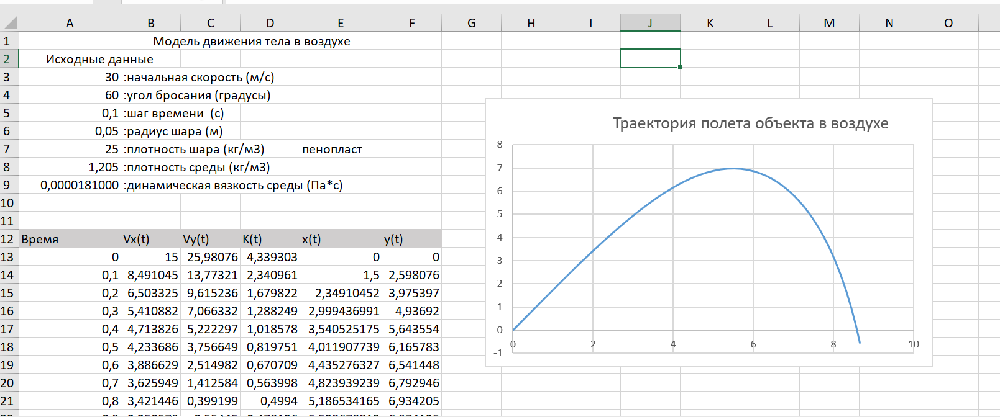 A B C D E F G H I J K L M N O
1 Модель движения тела в воздухе
2 Исходные данные
3 30 :начальная скорость (м/с)
4 60 :угол бросания (градусы)
5 0,1 :шаг времени (с)
6 0,05 :радиус шара (м)
7 25 :плотность шара (кг/м3) пенопласт
8 1,205 :плотность среды (кг/м3)
9 0,0000181000 :динамическая вязкость среды (Па*с)
10
11
12 Время Vx(t) Vy(t) K(t) x(t) y(t)
13 0 15 25,98076 4,339303 0 0
14 0,1 8,491045 13,77321 2,340961 1,5 2,598076
15 0,2 6,503325 9,615236 1,679822 2,34910452 3,975397
16 0,3 5,410882 7,066332 1,288249 2,999436991 4,93692
17 0,4 4,713826 5,222297 1,018578 3,540525175 5,643554
18 0,5 4,233686 3,756649 0,819751 4,011907739 6,165783
19 0,6 3,886629 2,514982 0,670709 4,435276327 6,541448
20 0,7 3,625949 1,412584 0,563998 4,823939239 6,792946
21 0,8 3,421446 0,399199 0,4994 5,186534165 6,934205
Траектория полета объекта в воздухе
8
7
6
5
4
3
2
1
0
-1
0 2 4 6 8 10